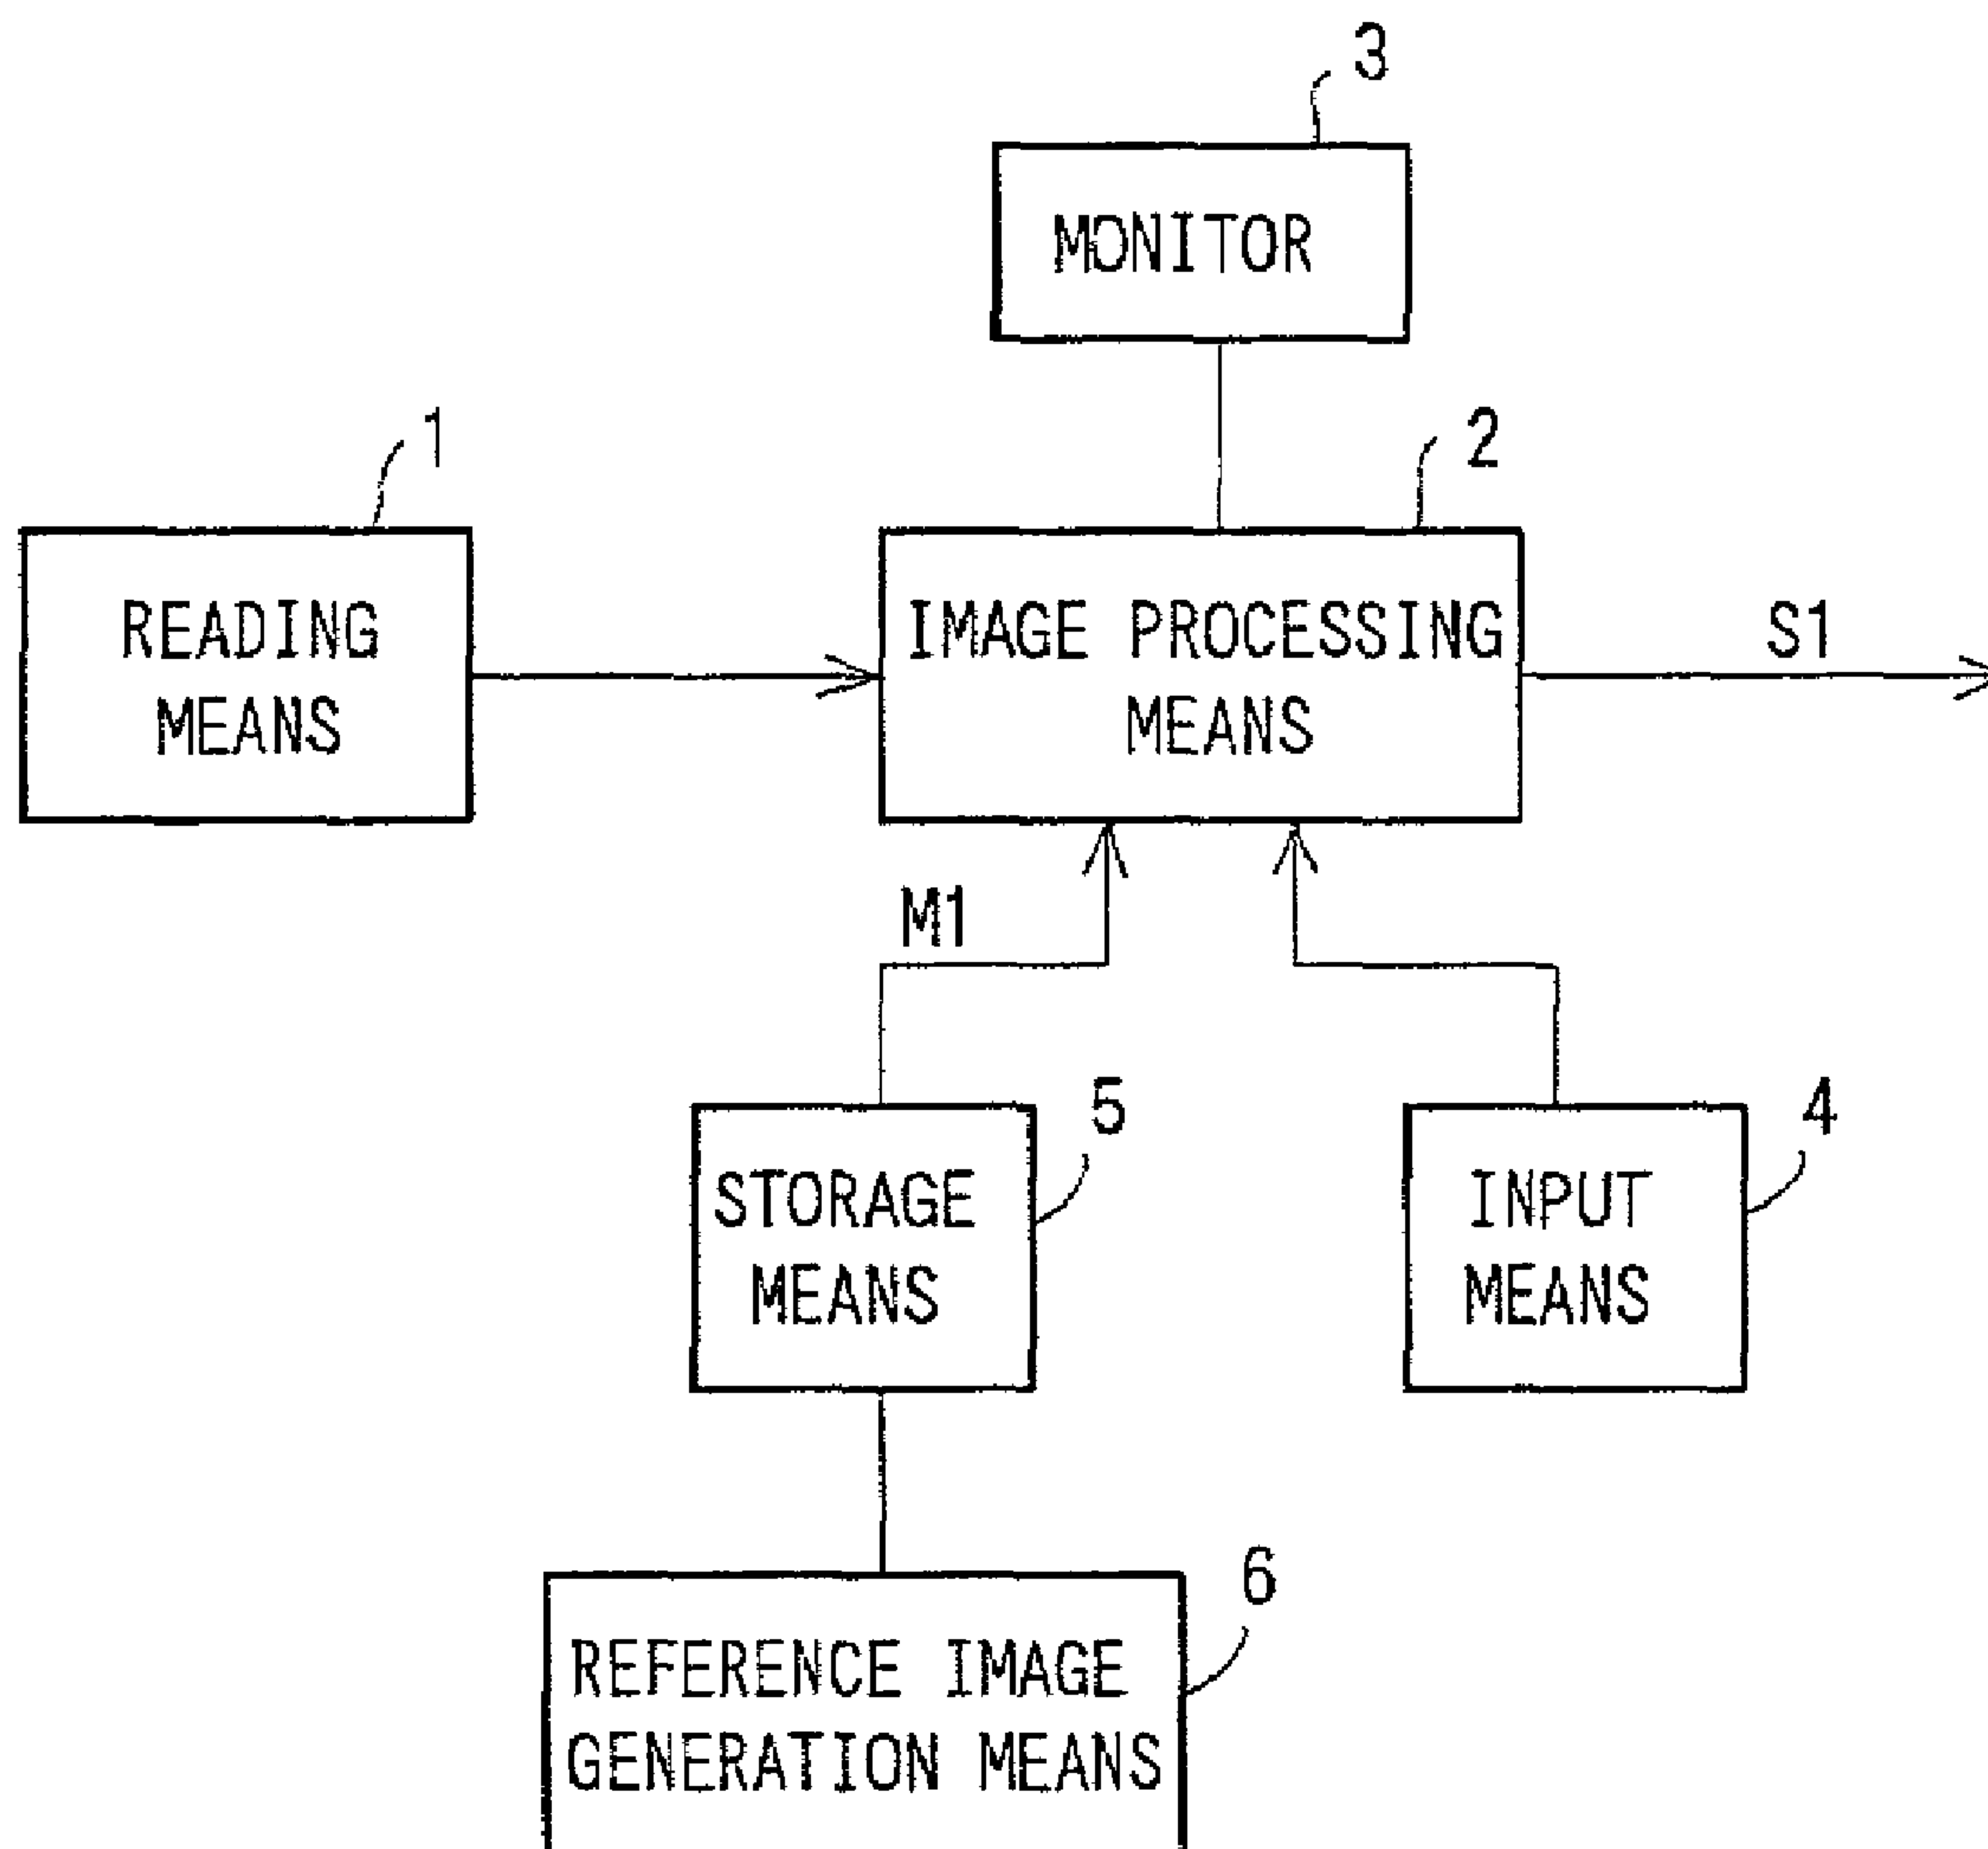 3
MONITOR
1
2
READING
MEANS
IMAGE PROCESSING
MEANS
S1
M1
5
4
STORAGE
MEANS
INPUT
MEANS
6
REFERENCE IMAGE
GENERATION MEANS